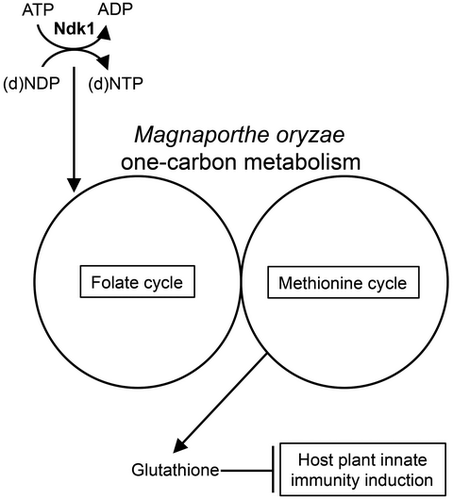 ATP
ADP
Ndk1
(d)NDP
(d)NTP
Magnaporthe oryzae
one-carbon metabolism
Folate cycle
Methionine cycle
Glutathione
Host plant innate
immunity induction